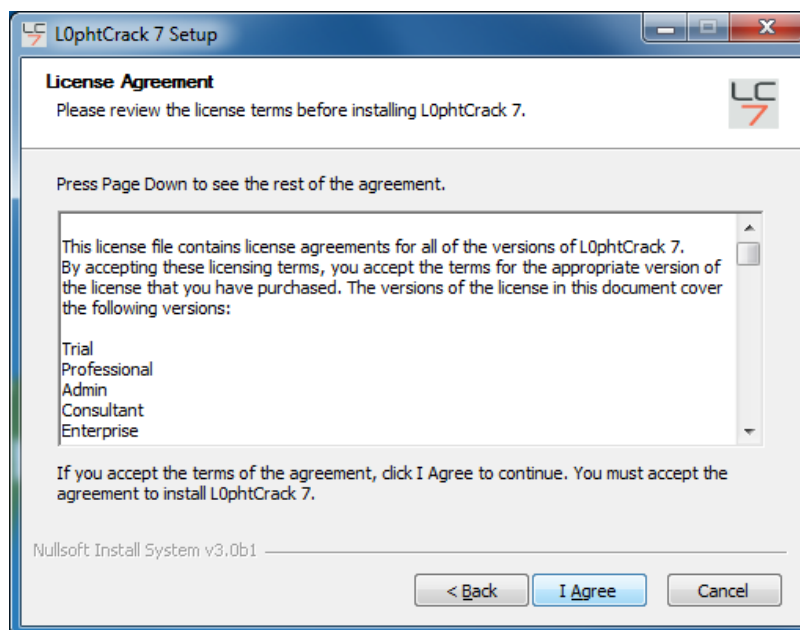 L0phtCrack 7 Setup
License Agreement
Please review the license terms before installing L0phtCrack 7.
LC
7
Press Page Down to see the rest of the agreement.
This license file contains license agreements for all of the versions of L0phtCrack 7.
By accepting these licensing terms, you accept the terms for the appropriate version of
the license that you have purchased. The versions of the license in this document cover
the following versions:
Trial
Professional
Admin
Consultant
Enterprise
If you accept the terms of the agreement, click I Agree to continue. You must accept the
agreement to install L0phtCrack 7.
Nullsoft Install System v3.0b1
< Back
I Agree
Cancel